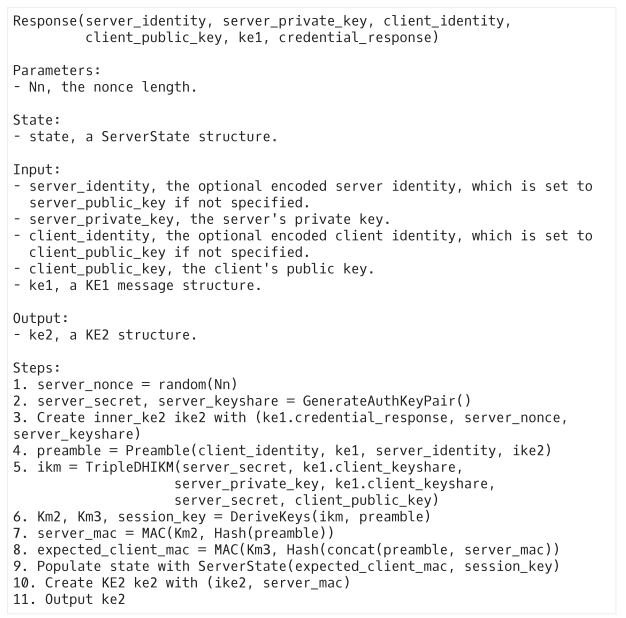 Response(server_identity, server_private_key, client_identity,
client_public_key, ke1, credential_response)
Parameters:
- Nn, the nonce length.
State:
- state, a ServerState structure.
Input:
- server_identity, the optional encoded server identity, which is set to
server_public_key if not specified.
- server_private_key, the server's private key.
- client_identity, the optional encoded client identity, which is set to
client_public_key if not specified.
- client_public_key, the client's public key.
- ke1, a KE1 message structure.
Output:
- ke2, a KE2 structure.
Steps:
1. server_nonce = random(Nn)
2. server_secret, server_keyshare = GenerateAuthKeyPair()
3. Create inner_ke2 ike2 with (ke1.credential_response, server_nonce,
server_keyshare)
4. preamble = Preamble(client_identity, ke1, server_identity, ike2)
5. ikm = TripleDHIKM(server_secret, ke1.client_keyshare,
server_private_key, ke1.client_keyshare,
server_secret, client_public_key)
6. Km2, Km3, session_key = DeriveKeys(ikm, preamble)
7. server_mac = MAC(Km2, Hash(preamble))
8. expected_client_mac = MAC(Km3, Hash(concat(preamble, server_mac))
9. Populate state with ServerState(expected_client_mac, session_key)
10. Create KE2 ke2 with (ike2, server_mac)
11. Output ke2